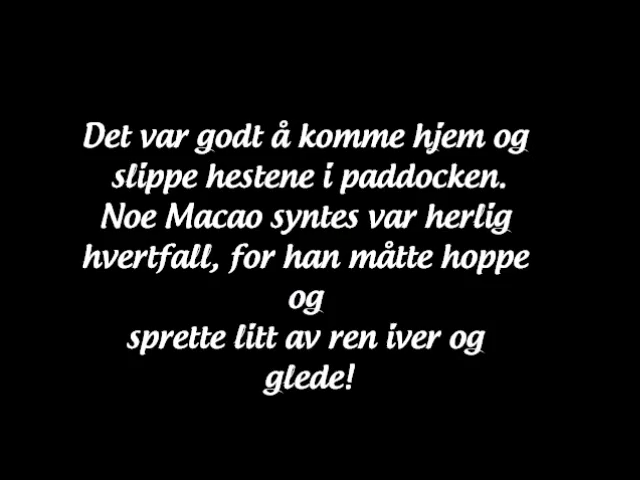 Det var godt å komme hjem og
slippe hestene i paddocken.
Noe Macao syntes var herlig
hvertfall, for han måtte hoppe
og
sprette litt av ren iver og
glede!